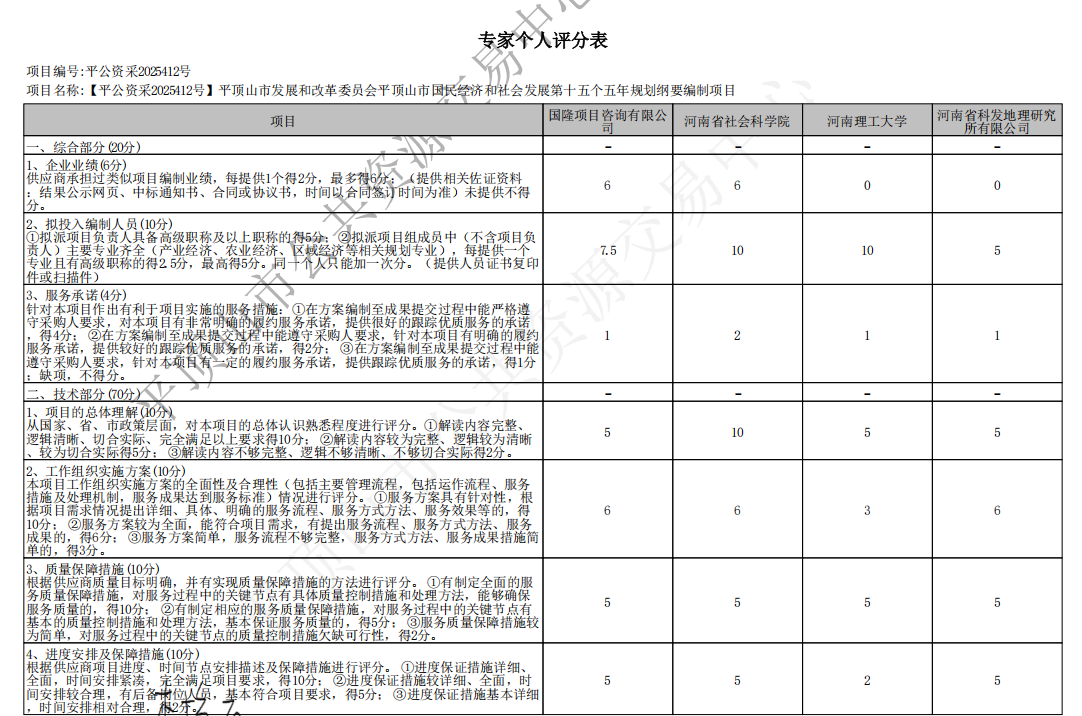 专家个人评分表
项目编号:平公资采2025412号
项目名称:【平公资采2025412号】平顶山市发展和改革委员会平顶山市国民经济和社会发展第十五个五年规划纲要编制项目
项目 国隆项目咨询有限公司 河南省社会科学院 河南理工大学 河南省科发地理研究所有限公司
一、综合部分(20分) - - - -
1、企业业绩(6分)
供应商承担过类似项目编制业绩，每提供1个得2分，最多得6分；（提供相关佐证资料
：结果公示网页、中标通知书、合同或协议书，时间以合同签订时间为准）未提供不得
分。
6 6 0 0
2、拟投入编制人员(10分)
①拟派项目负责人具备高级职称及以上职称的得5分；②拟派项目组成员中（不含项目负
责人）主要专业齐全（产业经济、农业经济、区域经济等相关规划专业），每提供一个
专业且有高级职称的得2.5分，最高得5分。同一个人只能加一次分。（提供人员证书复印
件或扫描件）
7.5 10 10 5
3、服务承诺(4分)
针对本项目作出有利于项目实施的服务措施：①在方案编制至成果提交过程中能严格遵
守采购人要求，对本项目有非常明确的履约服务承诺，提供很好的跟踪优质服务的承诺
，得4分；②在方案编制至成果提交过程中能遵守采购人要求，针对本项目有明确的履约
服务承诺，提供较好的跟踪优质服务的承诺，得2分；③在方案编制至成果提交过程中能
遵守采购人要求，针对本项目有一定的履约服务承诺，提供跟踪优质服务的承诺，得1分
；缺项，不得分。
1 2 1 1
二、技术部分(70分) - - - -
1、项目的总体理解(10分)
从国家、省、市政策层面，对本项目的总体认识熟悉程度进行评分。①解读内容完整、
逻辑清晰、切合实际、完全满足以上要求得10分；②解读内容较为完整、逻辑较为清晰
、较为切合实际得5分；③解读内容不够完整、逻辑不够清晰、不够切合实际得2分。
5 10 5 5
2、工作组织实施方案(10分)
本项目工作组织实施方案的全面性及合理性（包括主要管理流程，包括运作流程、服务
措施及处理机制，服务成果达到服务标准）情况进行评分。①服务方案具有针对性，根
据项目需求情况提出详细、具体、明确的服务流程、服务方式方法、服务效果等的，得
10分；②服务方案较为全面，能符合项目需求，有提出服务流程、服务方式方法、服务
成果的，得6分；③服务方案简单，服务流程不够完整，服务方式方法、服务成果措施简
单的，得3分。
6 6 3 6
3、质量保障措施(10分)
根据供应商质量目标明确，并有实现质量保障措施的方法进行评分。①有制定全面的服
务质量保障措施，对服务过程中的关键节点有具体质量控制措施和处理方法，能够确保
服务质量的，得10分；②有制定相应的服务质量保障措施，对服务过程中的关键节点有
基本的质量控制措施和处理方法，基本保证服务质量的，得5分；③服务质量保障措施较
为简单，对服务过程中的关键节点的质量控制措施欠缺可行性，得2分。
5 5 5 5
4、进度安排及保障措施(10分)
根据供应商项目进度、时间节点安排描述及保障措施进行评分。①进度保证措施详细、
全面，时间安排紧凑，完全满足项目要求，得10分；②进度保证措施较详细、全面，时
间安排较合理，有后备岗位人员，基本符合项目要求，得5分；③进度保证措施基本详细
，时间安排相对合理，得2分。
5 5 2 5
平顶山市公共资源交易中心